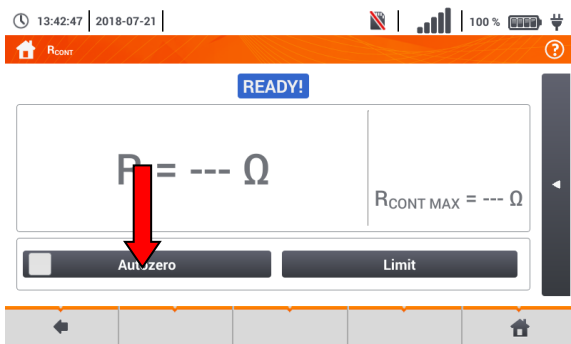 13:42:47 2018-07-21 100 %
RCONT
READY!
R = --- Ω
RCONT MAX = --- Ω
Autozero
Limit